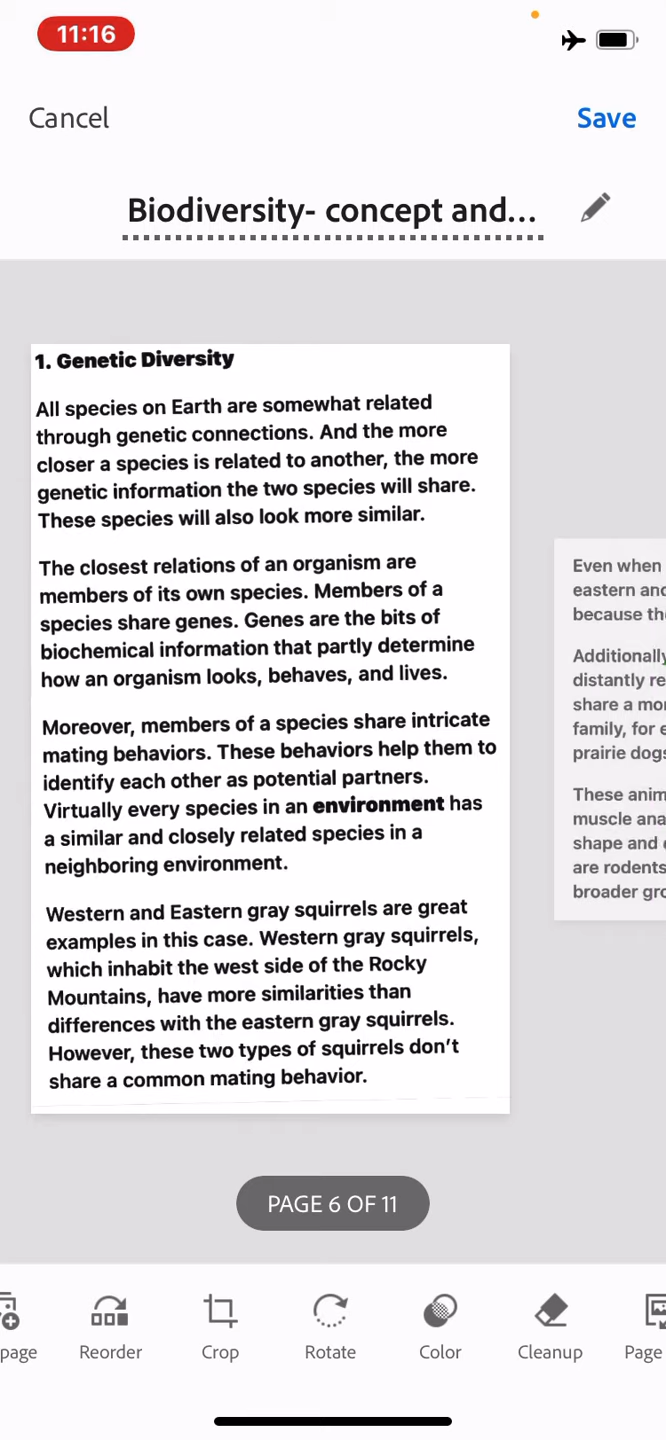 11:16
Cancel
Save
Biodiversity- concept and...
1. Genetic Diversity
All species on Earth are somewhat related
through genetic connections. And the more
closer a species is related to another, the more
genetic information the two species will share.
These species will also look more similar.
The closest relations of an organism are
members of its own species. Members of a
species share genes. Genes are the bits of
biochemical information that partly determine
how an organism looks, behaves, and lives.
Moreover, members of a species share intricate
mating behaviors. These behaviors help them to
identify each other as potential partners.
Virtually every species in an environment has
a similar and closely related species in a
neighboring environment.
Western and Eastern gray squirrels are great
examples in this case. Western gray squirrels,
which inhabit the west side of the Rocky
Mountains, have more similarities than
differences with the eastern gray squirrels.
However, these two types of squirrels don't
share a common mating behavior.
Even when
eastern and
because
Additionally
distantly
share a
family, for
prairie dogs
These
muscle
shape and
are rodents
broader
PAGE 6 OF 11
page
Reorder
Crop
Rotate
Color
Cleanup
Page